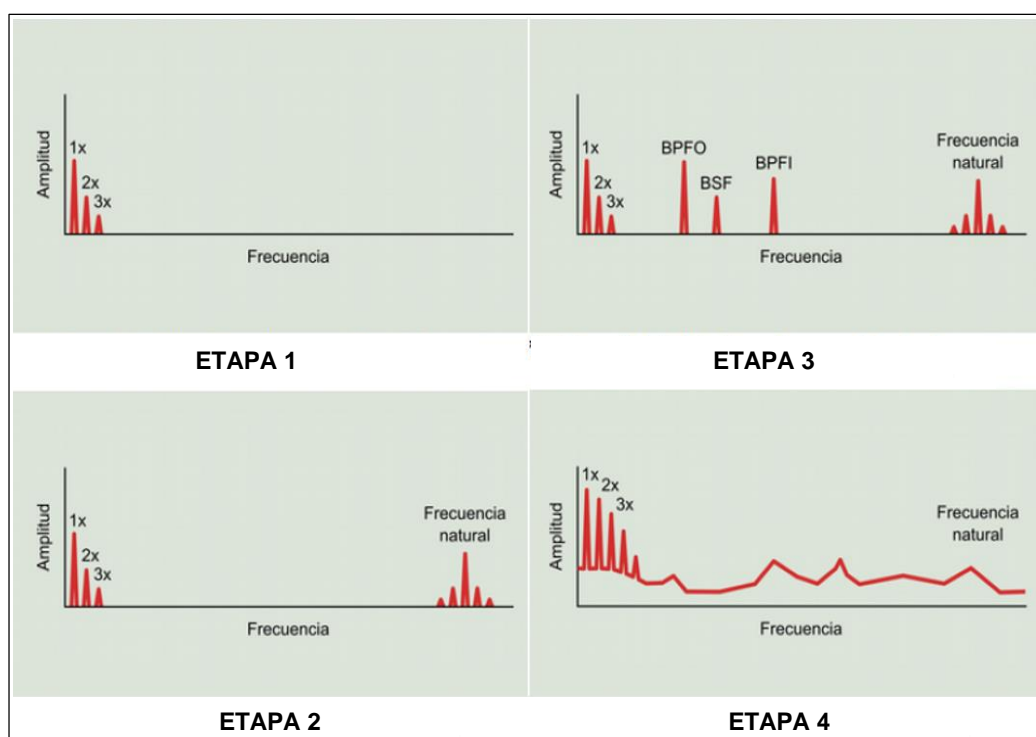 Amplitud
1x
2x
3x
Frecuencia
ETAPA 1
Amplitud
1x
2x
3x
BPFO
BSF
BPFI
Frecuencia
natural
Frecuencia
ETAPA 3
Amplitud
1x
2x
3x
Frecuencia
natural
Frecuencia
ETAPA 2
Amplitud
1x
2x
3x
Frecuencia
natural
Frecuencia
ETAPA 4